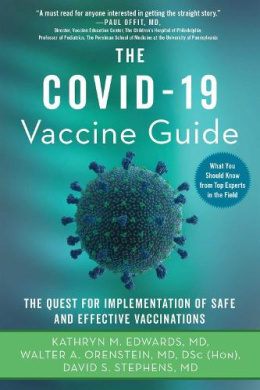 "A must read for anyone interested in getting the straight story."
—PAUL OFFIT, MD,
Director, Vaccine Education Center, The Children's Hospital of Philadelphia
Professor of Pediatrics, The Perelman School of Medicine at the University of Pennsylvania
THE
COVID-19
Vaccine Guide
What You
Should Know
from Top Experts
in the Field
THE QUEST FOR IMPLEMENTATION OF SAFE
AND EFFECTIVE VACCINATIONS
KATHRYN M. EDWARDS, MD,
WALTER A. ORENSTEIN, MD, DSC (HON),
DAVID S. STEPHENS, MD